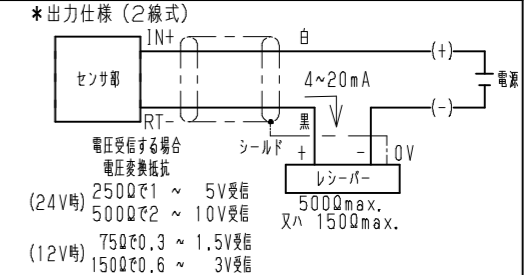 *出力仕様（2線式）
IN+
白
(+)
センサ部
4~20mA
電源
(-)
RT-
黒
電圧受信する場合
シールド
+
-
0V
電圧変換抵抗
レシーバー
(24V時)
250Ωで1 ~ 5V受信
500Ωmax.
500Ωで2 ~ 10V受信
又ハ 150Ωmax.
(12V時)
75Ωで0.3 ~ 1.5V受信
150Ωで0.6 ~ 3V受信